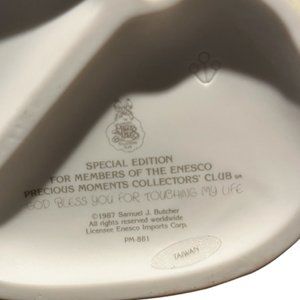 SPECIAL EDITION
FOR MEMBERS OF THE ENESCO
PRECIOUS MOMENTS COLLECTORS' CLUB SM
GOD BLESS YOU FOR TOUCHING MY LIFE
©1987 Samuel J. Butcher
All rights reserved worldwide
Licensee Enesco Imports Corp.
PM-881
TAIWAN